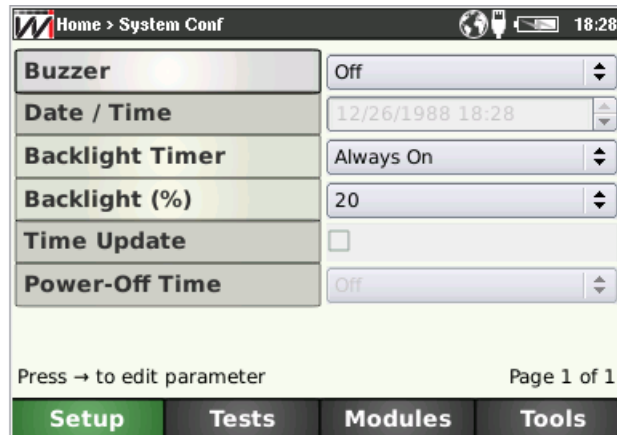 Home > System Conf 18:28
Buzzer Off
Date / Time 12/26/1988 18:28
Backlight Timer Always On
Backlight (%) 20
Time Update
Power-Off Time Off
Press → to edit parameter Page 1 of 1
Setup Tests Modules Tools